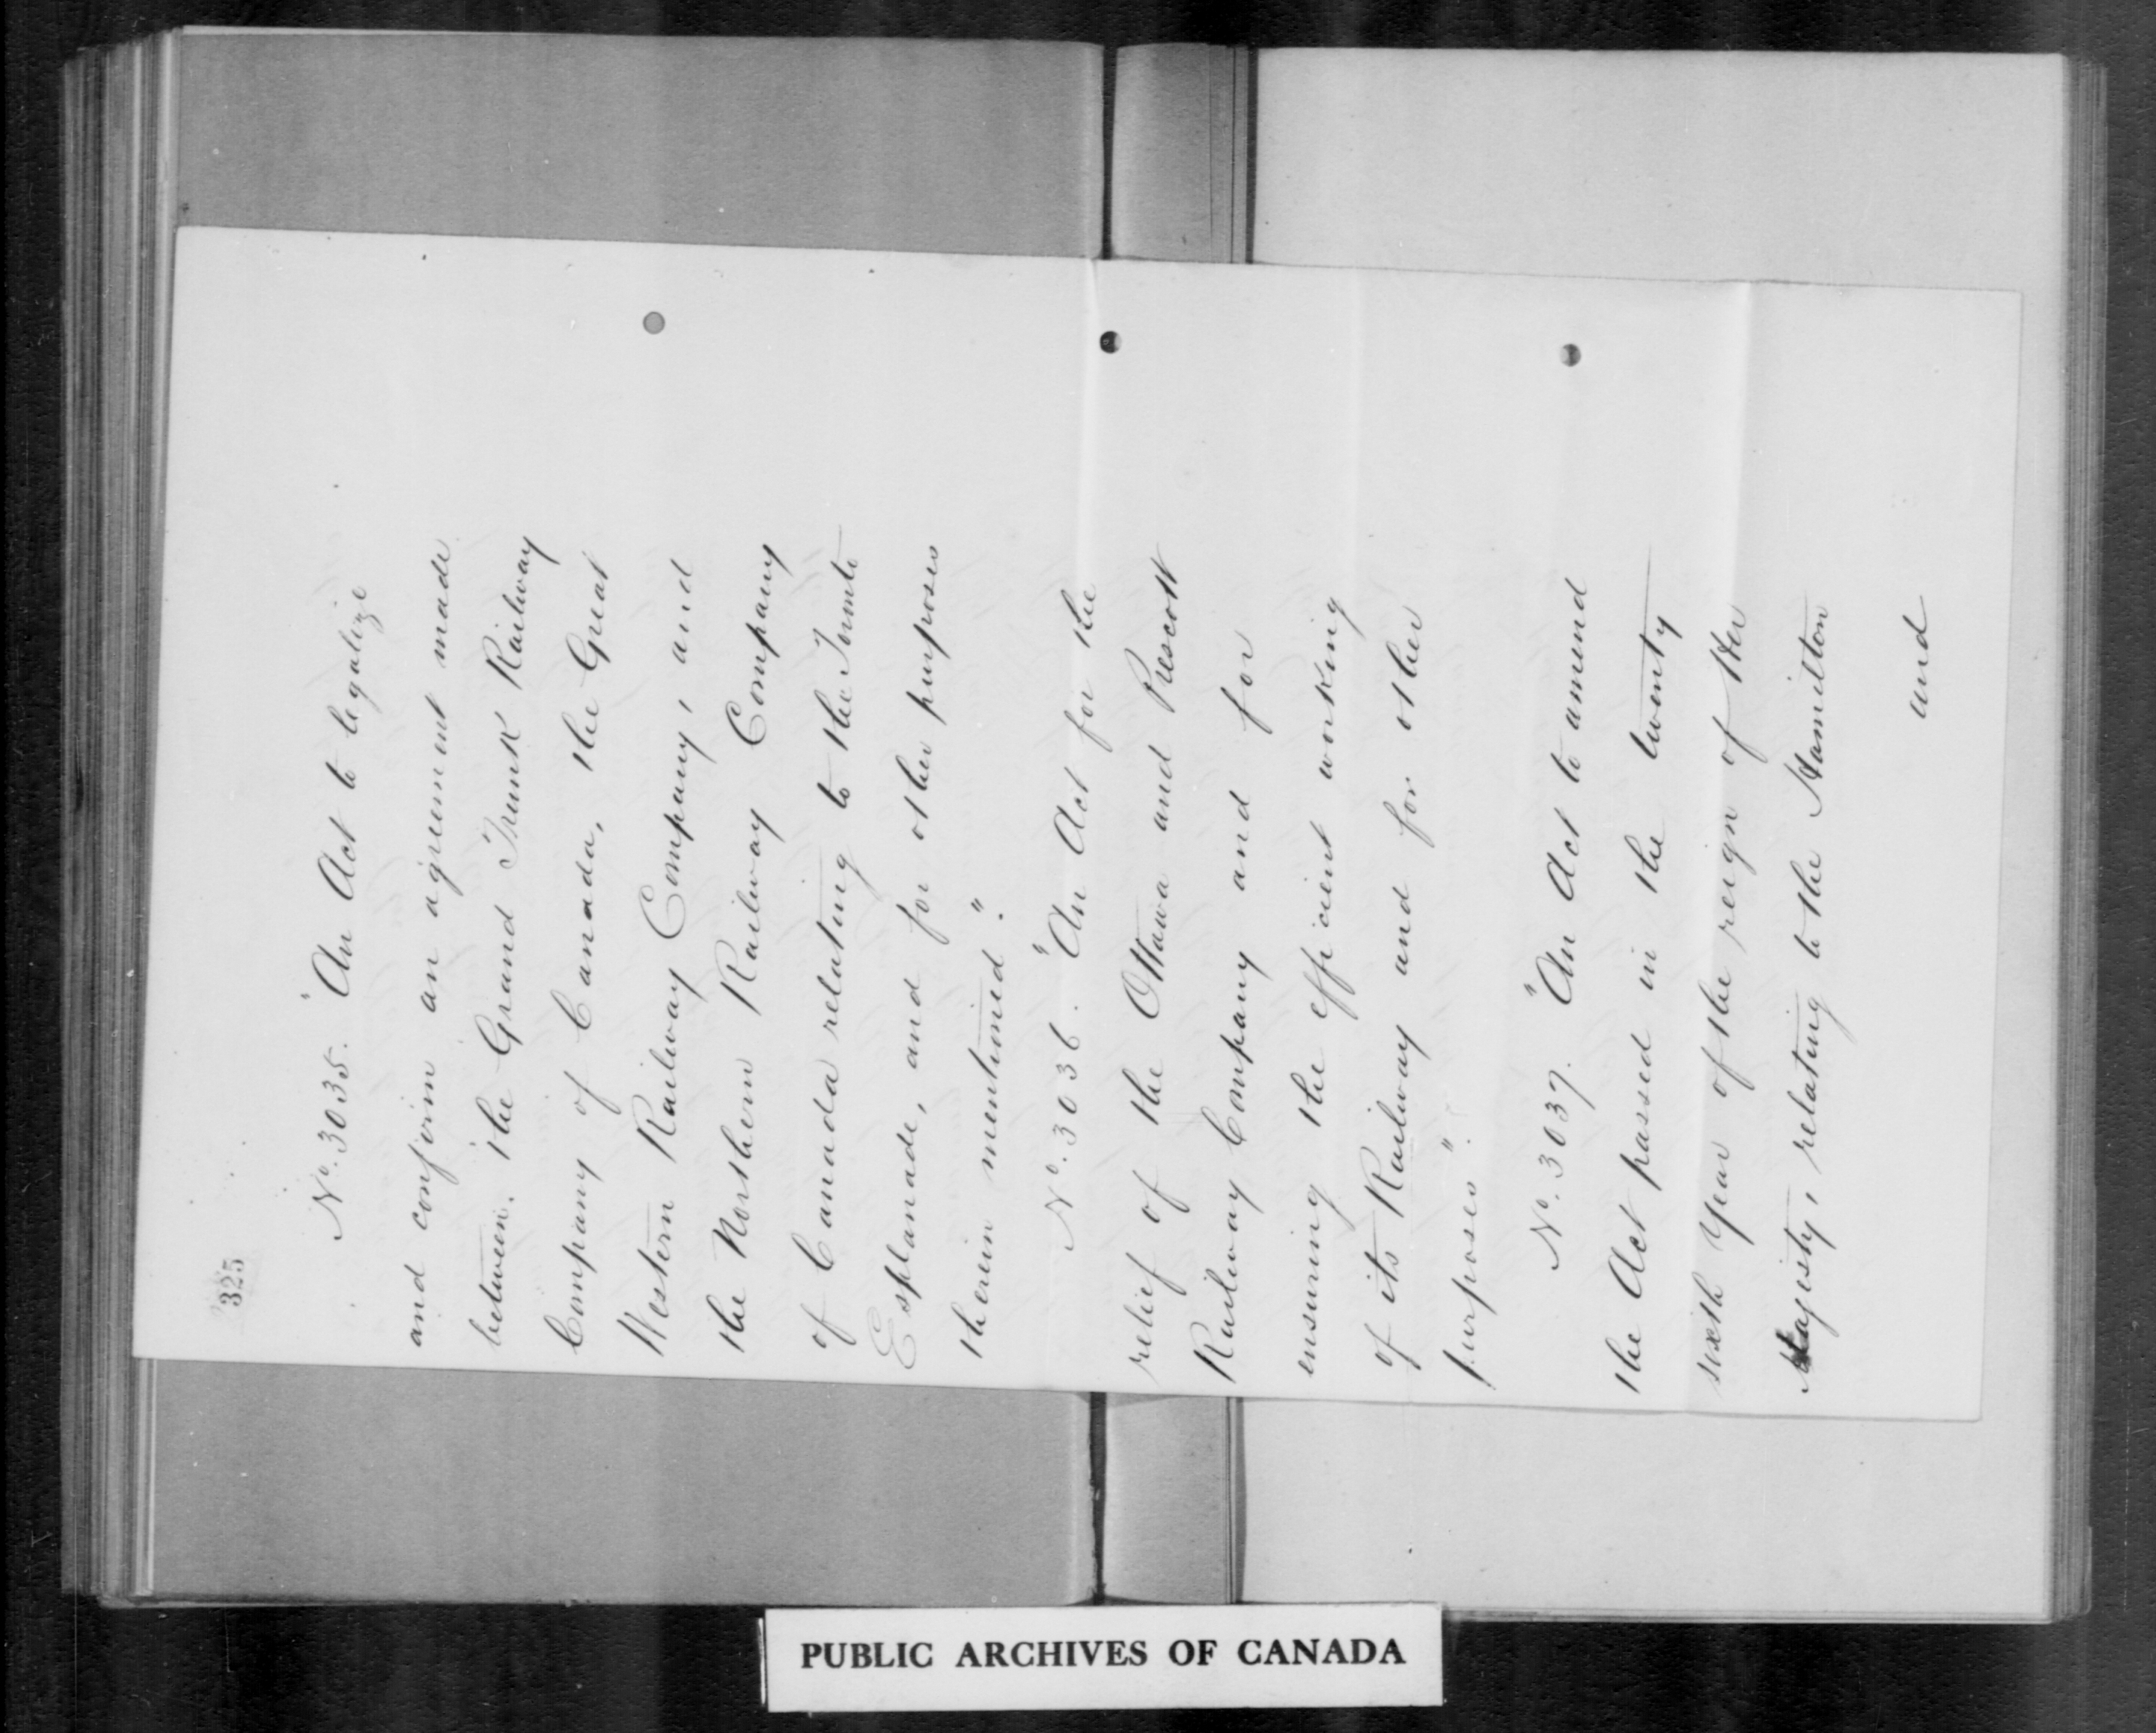 325
No. 3035. "An Act to legalize
and confirm an agreement made
between the Grand Trunk Railway
Company of Canada, the Great
Western Railway Company, and
the Northern Railway Company
of Canada relating to the Toronto
Esplanade, and for other purposes
therein mentioned".
No. 3036. "An Act for the
relief of the Ottawa and Prescott
Railway Company and for
ensuring the efficient working
of its Railway and for other
purposes".
No. 3037. "An Act to amend
the Act passed in the twenty
sixth Year of the reign of Her
Majesty, relating to the Hamilton
and
PUBLIC ARCHIVES OF CANADA